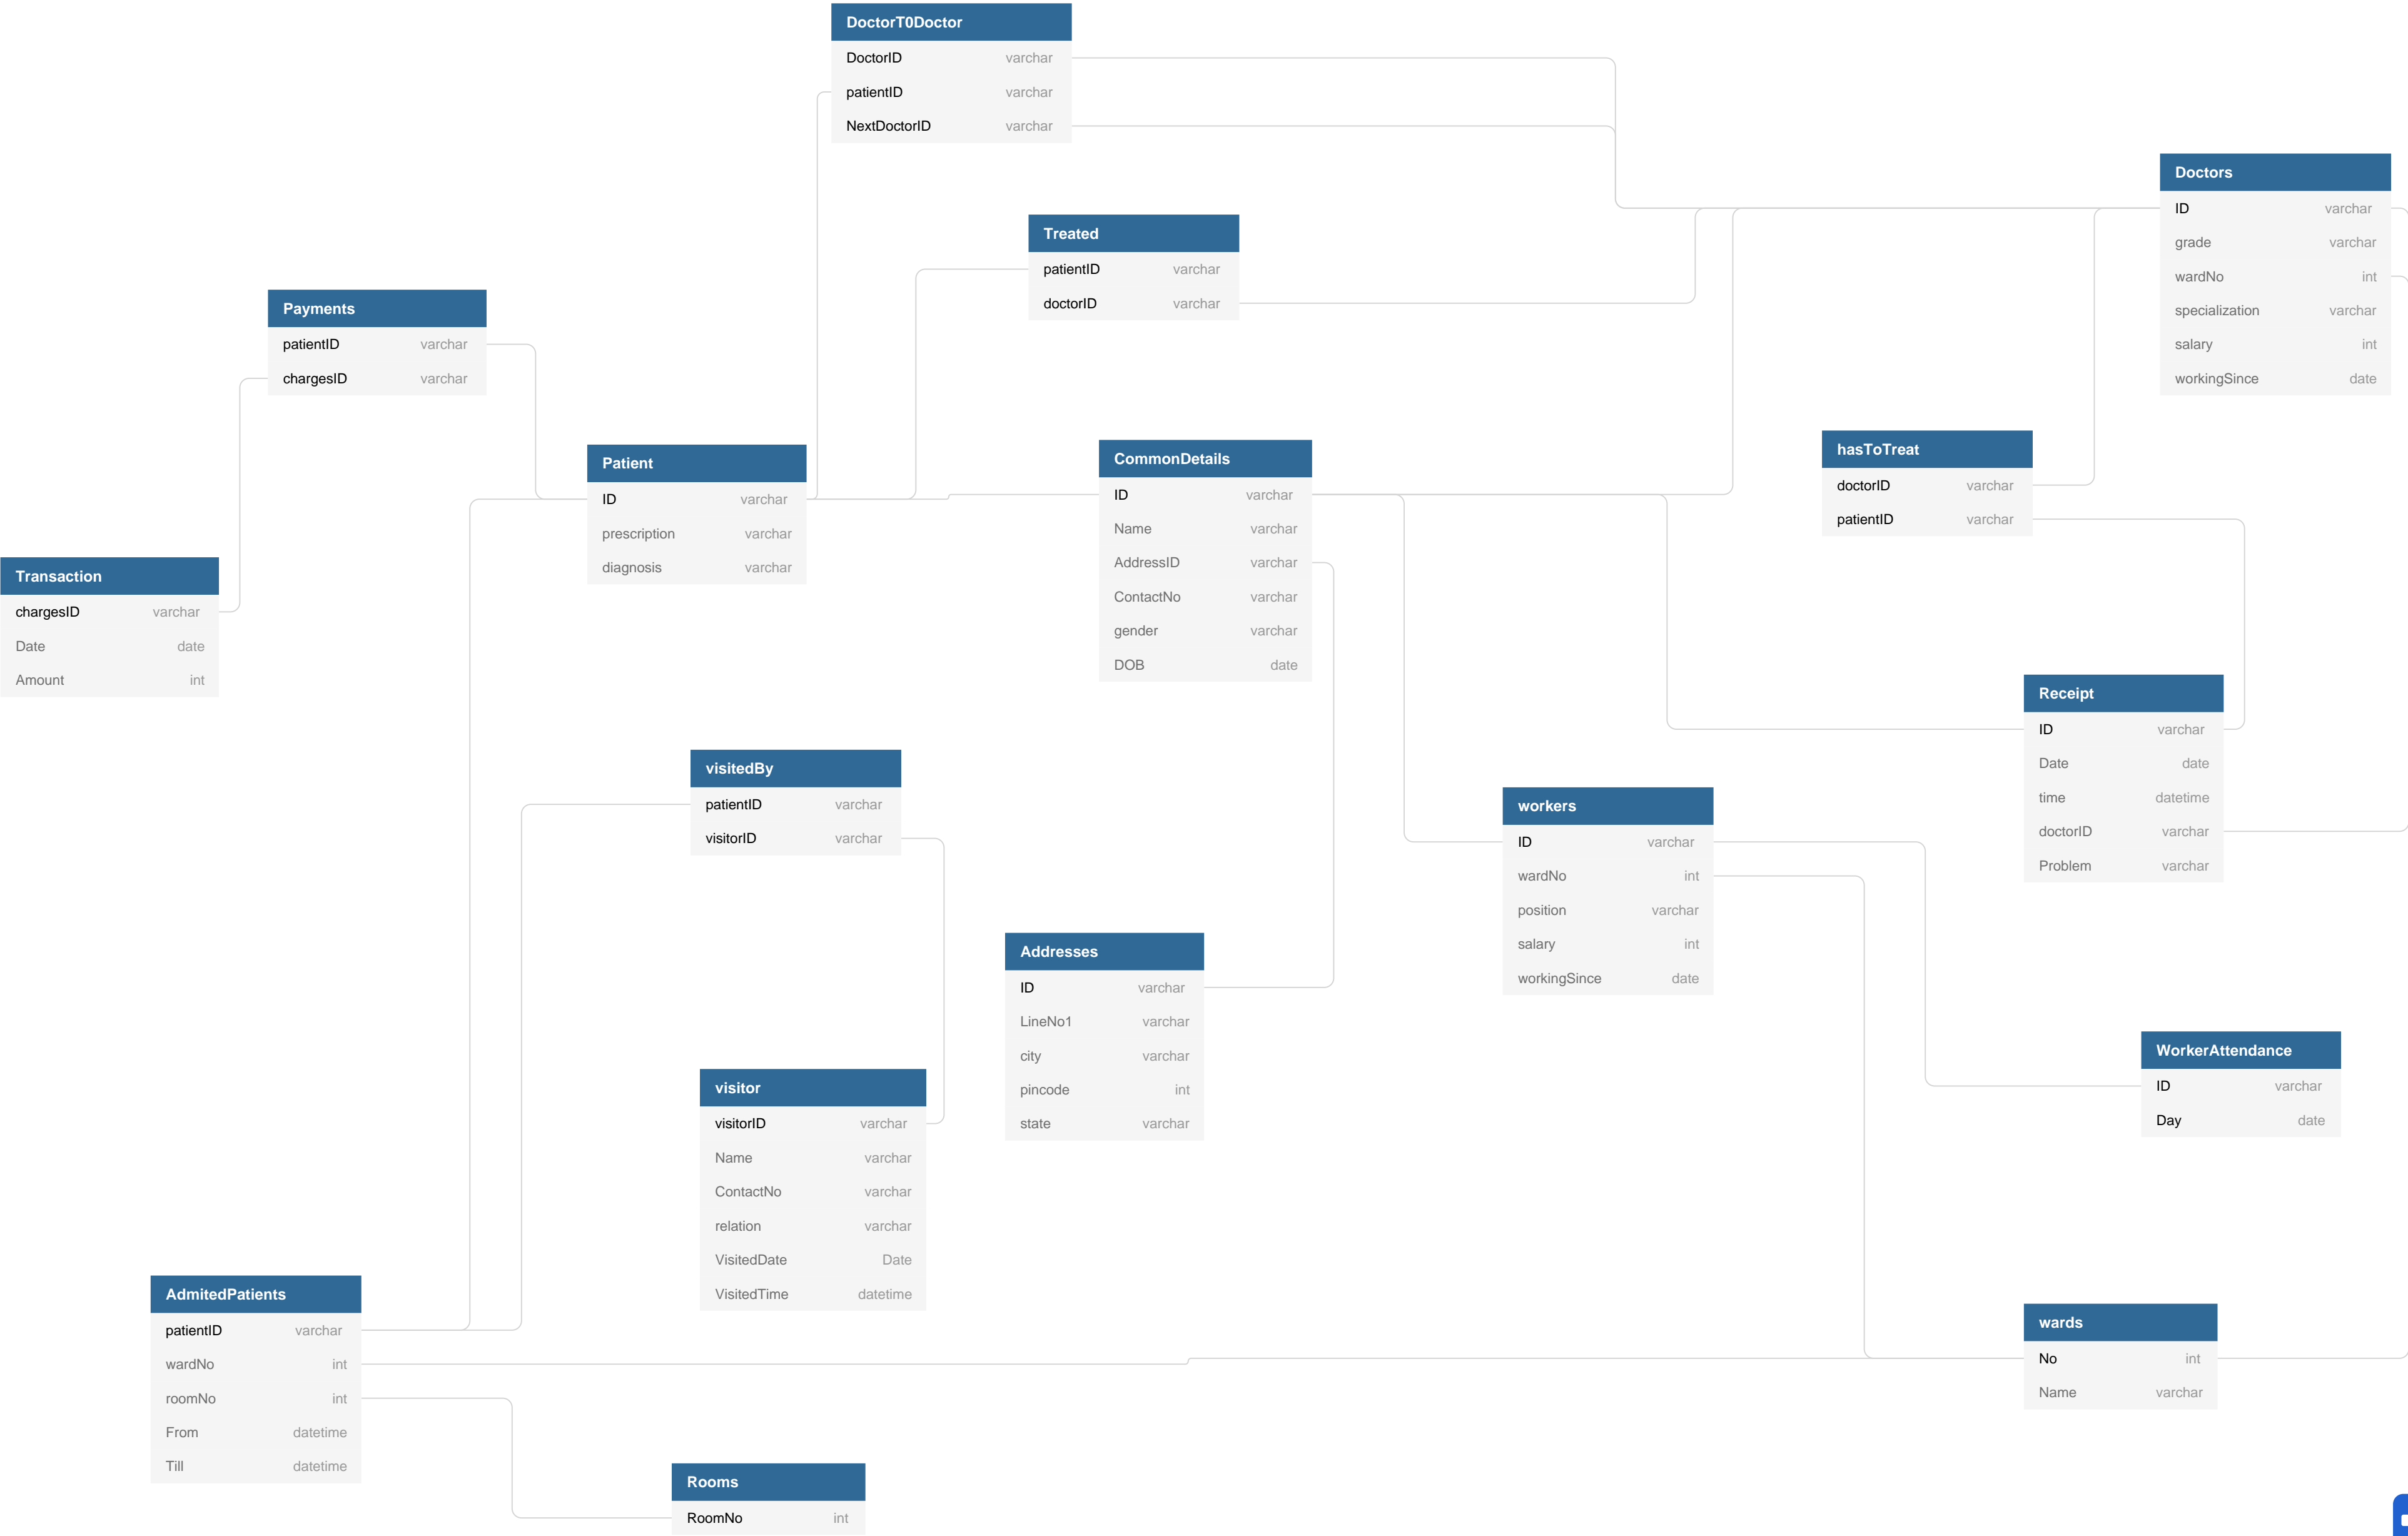 DoctorT0Doctor
DoctorID varchar
patientID varchar
NextDoctorID varchar
Doctors
ID varchar
grade varchar
wardNo int
specialization varchar
salary int
workingSince date
Treated
patientID varchar
doctorID varchar
Payments
patientID varchar
chargesID varchar
Patient
ID varchar
prescription varchar
diagnosis varchar
CommonDetails
ID varchar
Name varchar
AddressID varchar
ContactNo varchar
gender varchar
DOB date
hasToTreat
doctorID varchar
patientID varchar
Transaction
chargesID varchar
Date date
Amount int
Receipt
ID varchar
Date date
time datetime
doctorID varchar
Problem varchar
visitedBy
patientID varchar
visitorID varchar
workers
ID varchar
wardNo int
position varchar
salary int
workingSince date
Addresses
ID varchar
LineNo1 varchar
city varchar
pincode int
state varchar
WorkerAttendance
ID varchar
Day date
visitor
visitorID varchar
Name varchar
ContactNo varchar
relation varchar
VisitedDate Date
VisitedTime datetime
AdmitedPatients
patientID varchar
wardNo int
roomNo int
From datetime
Till datetime
wards
No int
Name varchar
Rooms
RoomNo int